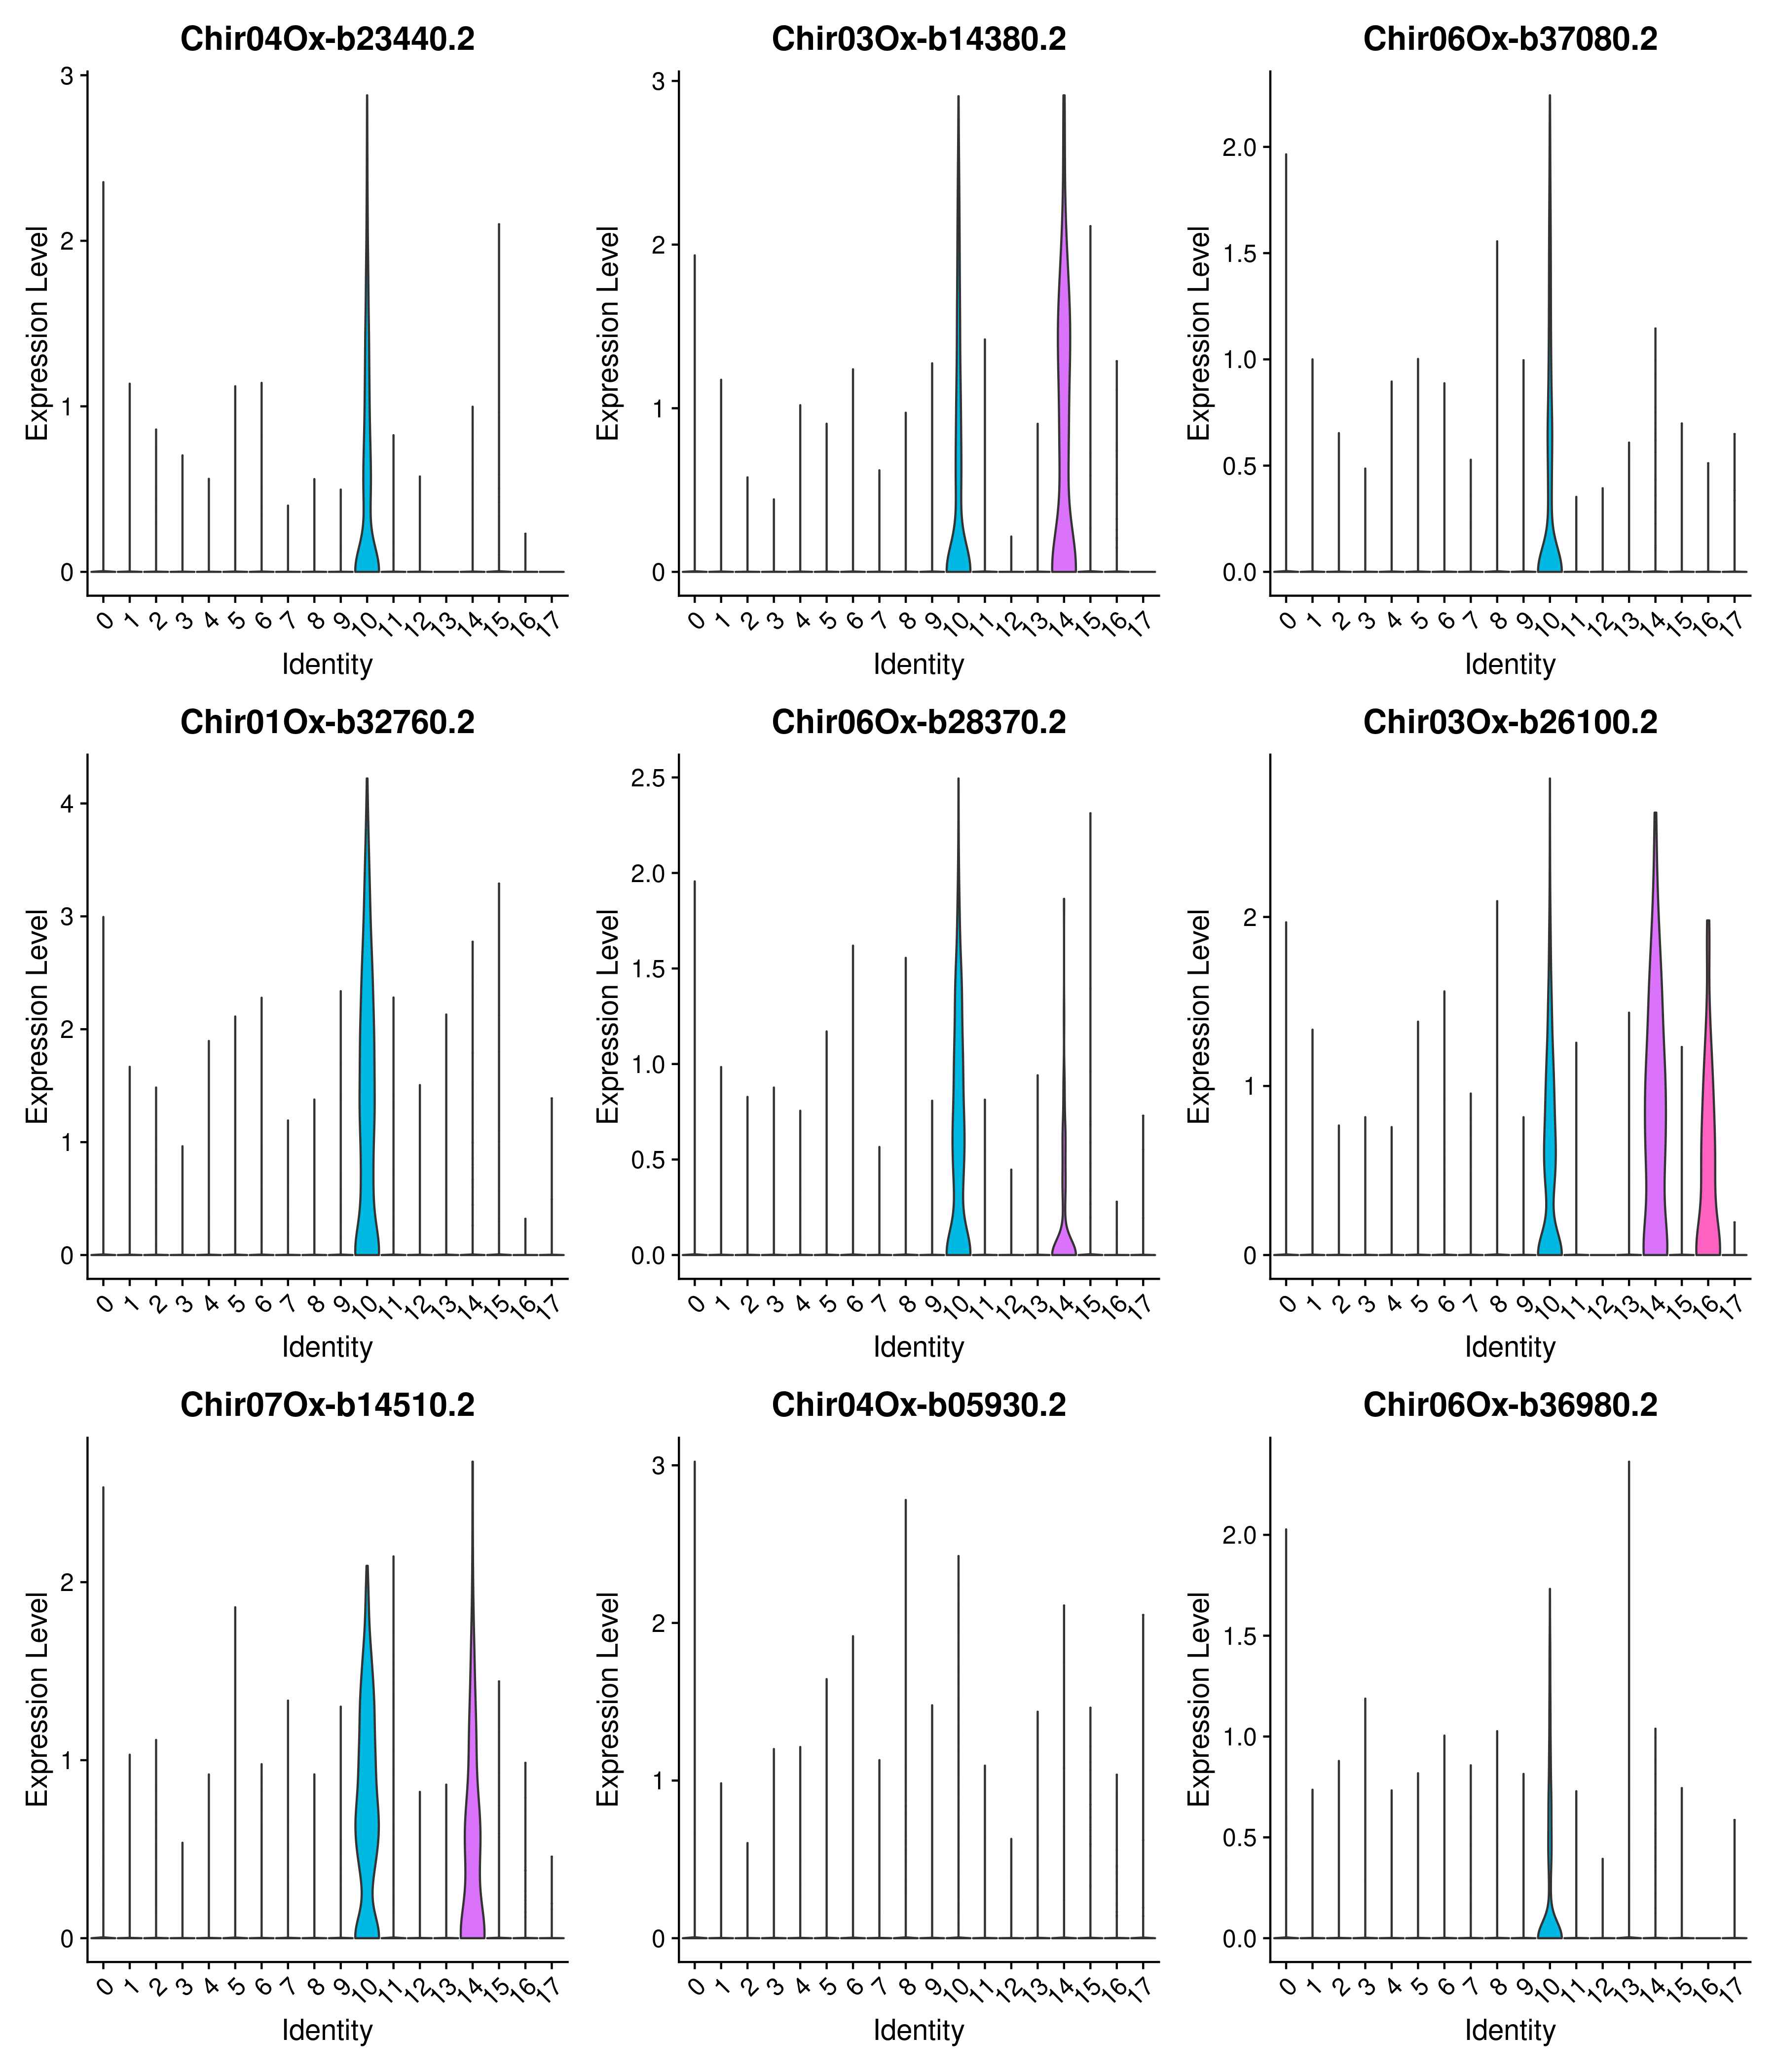 Chir04Ox-b23440.2 Chir03Ox-b14380.2 Chir06Ox-b37080.2
Expression Level
3
2
1
0
Expression Level
3
2
1
0
Expression Level
2.0
1.5
1.0
0.5
0.0
0 1 2 3 4 5 6 7 8 9 10 11 12 13 14 15 16 17
0 1 2 3 4 5 6 7 8 9 10 11 12 13 14 15 16 17
0 1 2 3 4 5 6 7 8 9 10 11 12 13 14 15 16 17
Identity Identity Identity
Chir01Ox-b32760.2 Chir06Ox-b28370.2 Chir03Ox-b26100.2
Expression Level
4
3
2
1
0
Expression Level
2.5
2.0
1.5
1.0
0.5
0.0
Expression Level
2
1
0
0 1 2 3 4 5 6 7 8 9 10 11 12 13 14 15 16 17
0 1 2 3 4 5 6 7 8 9 10 11 12 13 14 15 16 17
0 1 2 3 4 5 6 7 8 9 10 11 12 13 14 15 16 17
Identity Identity Identity
Chir07Ox-b14510.2 Chir04Ox-b05930.2 Chir06Ox-b36980.2
Expression Level
2
1
0
Expression Level
3
2
1
0
Expression Level
2.0
1.5
1.0
0.5
0.0
0 1 2 3 4 5 6 7 8 9 10 11 12 13 14 15 16 17
0 1 2 3 4 5 6 7 8 9 10 11 12 13 14 15 16 17
0 1 2 3 4 5 6 7 8 9 10 11 12 13 14 15 16 17
Identity Identity Identity